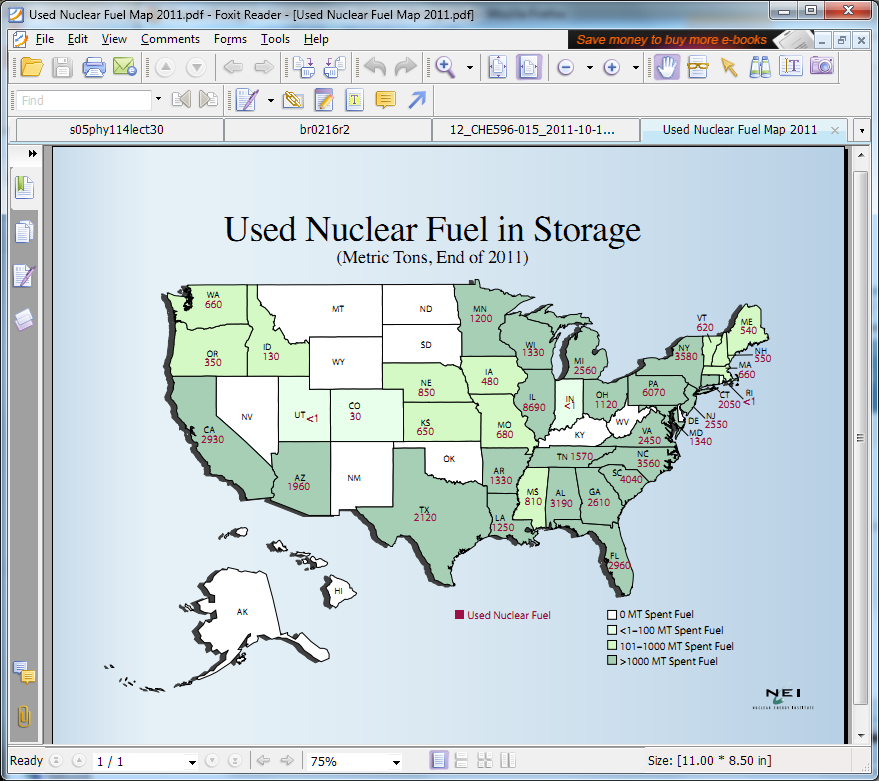 Used Nuclear Fuel Map 2011.pdf - Foxit Reader - [Used Nuclear Fuel Map 2011.pdf]
File Edit View Comments Forms Tools Help
Save money to buy more e-books
Find
s05phy114lect30
br0216r2
12_CHE596-015_2011-10-1...
Used Nuclear Fuel Map 2011
Used Nuclear Fuel in Storage
(Metric Tons, End of 2011)
WA
660
MT
ND
MN
1200
VT
620
ME
540
OR
350
ID
130
WY
SD
WI
1330
MI
2560
NY
3580
NH
550
MA
660
NV
UT <1
CO
30
NE
850
IA
480
IL
8690
IN
<1
OH
1120
PA
6070
CT
2050
RI
<1
NJ
2550
DE
MD
1340
CA
2930
KS
650
MO
680
KY
WV
VA
2450
AZ
1960
NM
OK
AR
1330
TN 1570
NC
3560
SC
4040
TX
2120
LA
1250
MS
810
AL
3190
GA
2610
FL
2960
AK
HI
Used Nuclear Fuel
0 MT Spent Fuel
<1–100 MT Spent Fuel
101–1000 MT Spent Fuel
>1000 MT Spent Fuel
NEI
NUCLEAR ENERGY INSTITUTE
Ready
1 / 1
75%
Size: [11.00 * 8.50 in]